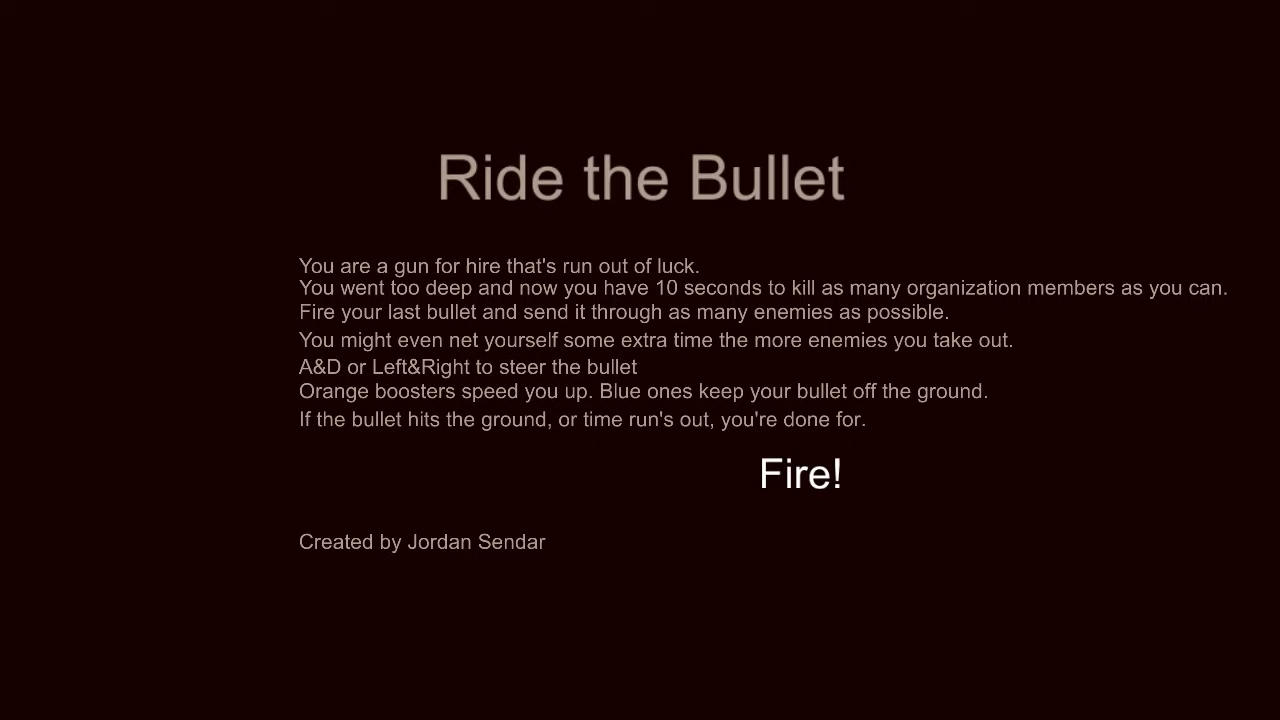 Ride the Bullet
You are a gun for hire that's run out of luck.
You went too deep and now you have 10 seconds to kill as many organization members as you can.
Fire your last bullet and send it through as many enemies as possible.
You might even net yourself some extra time the more enemies you take out.
A&D or Left&Right to steer the bullet
Orange boosters speed you up. Blue ones keep your bullet off the ground.
If the bullet hits the ground, or time run's out, you're done for.
Fire!
Created by Jordan Sendar